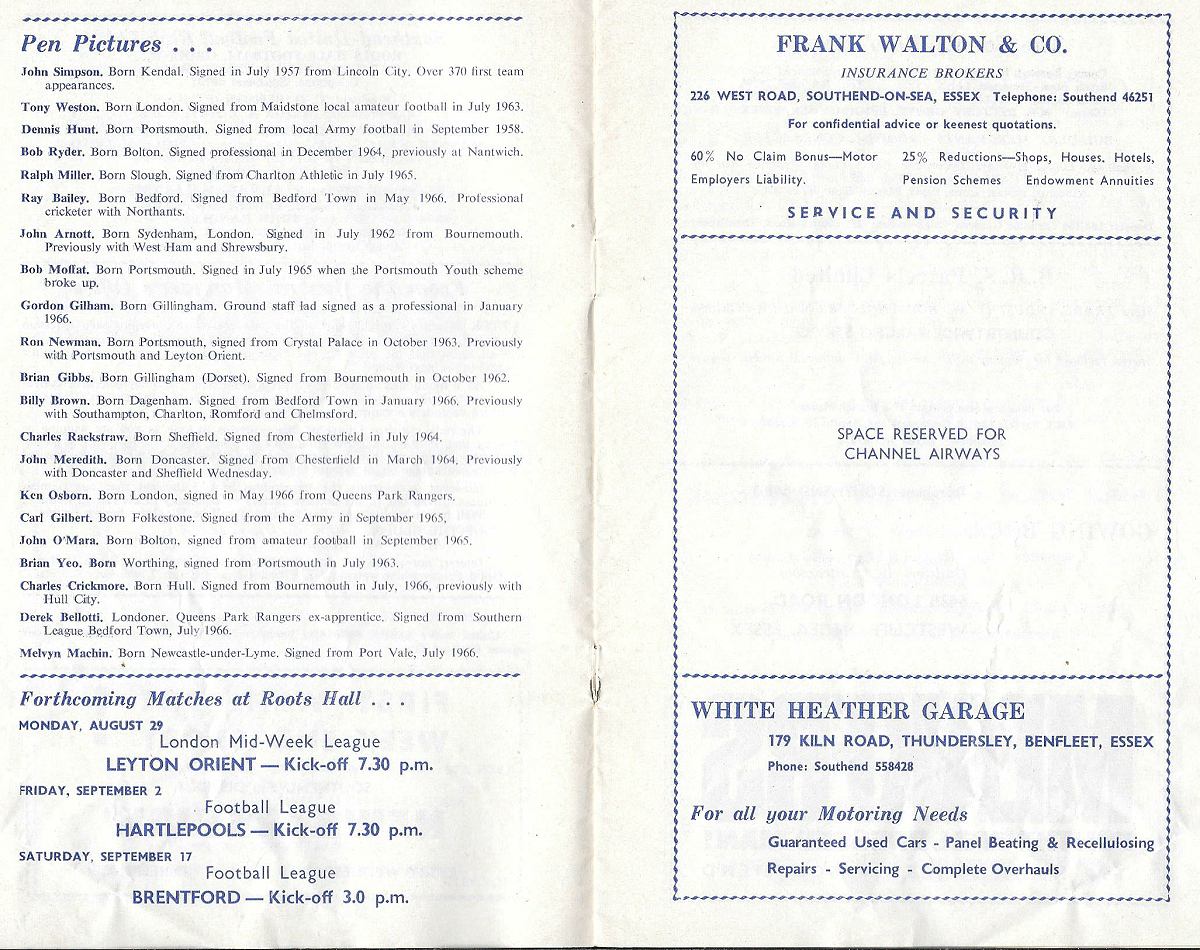 Pen Pictures . . .
John Simpson. Born Kendal. Signed in July 1957 from Lincoln City. Over 370 first team
appearances.
Tony Weston. Born London. Signed from Maidstone local amateur football in July 1963.
Dennis Hunt. Born Portsmouth. Signed from local Army football in September 1958.
Bob Ryder. Born Bolton. Signed professional in December 1964, previously at Nantwich.
Ralph Miller. Born Slough. Signed from Charlton Athletic in July 1965.
Ray Bailey. Born Bedford. Signed from Bedford Town in May 1966. Professional
cricketer with Northants.
John Arnott. Born Sydenham, London. Signed in July 1962 from Bournemouth.
Previously with West Ham and Shrewsbury.
Bob Moffat. Born Portsmouth. Signed in July 1965 when the Portsmouth Youth scheme
broke up.
Gordon Gilham. Born Gillingham. Ground staff lad signed as a professional in January
1966.
Ron Newman. Born Portsmouth, signed from Crystal Palace in October 1963. Previously
with Portsmouth and Leyton Orient.
Brian Gibbs. Born Gillingham (Dorset). Signed from Bournemouth in October 1962.
Billy Brown. Born Dagenham. Signed from Bedford Town in January 1966. Previously
with Southampton, Charlton, Romford and Chelmsford.
Charles Rackstraw. Born Sheffield. Signed from Chesterfield in July 1964.
John Meredith. Born Doncaster. Signed from Chesterfield in March 1964. Previously
with Doncaster and Sheffield Wednesday.
Ken Osborn. Born London, signed in May 1966 from Queens Park Rangers.
Carl Gilbert. Born Folkestone. Signed from the Army in September 1965.
John O'Mara. Born Bolton, signed from amateur football in September 1965.
Brian Yeo. Born Worthing, signed from Portsmouth in July 1963.
Charles Crickmore. Born Hull. Signed from Bournemouth in July, 1966, previously with
Hull City.
Derek Bellotti. Londoner. Queens Park Rangers ex-apprentice. Signed from Southern
League Bedford Town, July 1966.
Melvyn Machin. Born Newcastle-under-Lyme. Signed from Port Vale, July 1966.
Forthcoming Matches at Roots Hall . . .
MONDAY, AUGUST 29
London Mid-Week League
LEYTON ORIENT — Kick-off 7.30 p.m.
FRIDAY, SEPTEMBER 2
Football League
HARTLEPOOLS — Kick-off 7.30 p.m.
SATURDAY, SEPTEMBER 17
Football League
BRENTFORD — Kick-off 3.0 p.m.
FRANK WALTON & CO.
INSURANCE BROKERS
226 WEST ROAD, SOUTHEND-ON-SEA, ESSEX Telephone: Southend 46251
For confidential advice or keenest quotations.
60% No Claim Bonus—Motor 25% Reductions—Shops, Houses, Hotels,
Employers Liability. Pension Schemes Endowment Annuities
SERVICE AND SECURITY
SPACE RESERVED FOR
CHANNEL AIRWAYS
WHITE HEATHER GARAGE
179 KILN ROAD, THUNDERSLEY, BENFLEET, ESSEX
Phone: Southend 558428
For all your Motoring Needs
Guaranteed Used Cars - Panel Beating & Recellulosing
Repairs - Servicing - Complete Overhauls